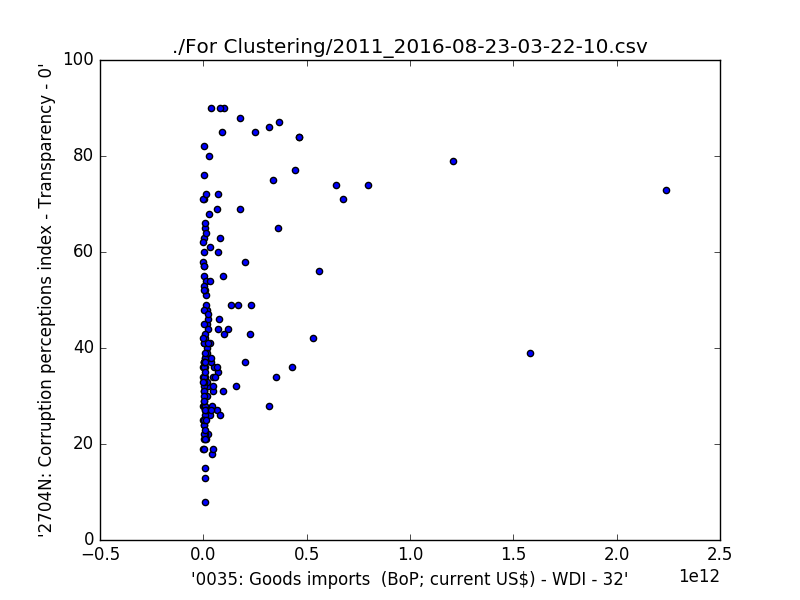 ./For Clustering/2011_2016-08-23-03-22-10.csv
'2704N: Corruption perceptions index - Transparency - 0'
100
80
60
40
20
0
−0.5 0.0 0.5 1.0 1.5 2.0 2.5
1e12
'0035: Goods imports  (BoP; current US$) - WDI - 32'